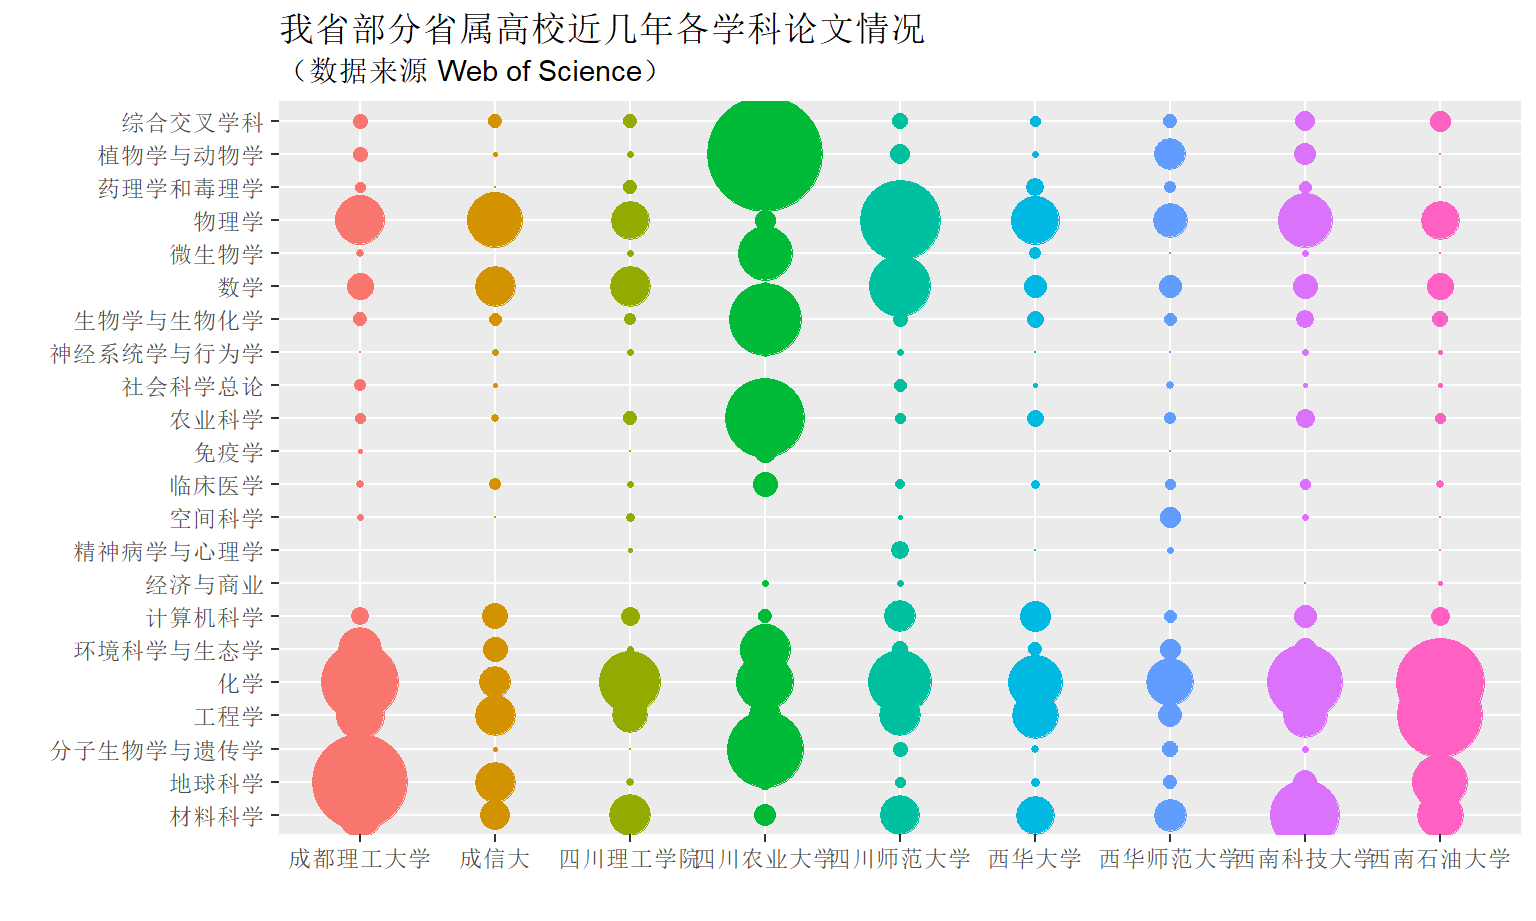 我省部分省属高校近几年各学科论文情况
（数据来源 Web of Science）
综合交叉学科
植物学与动物学
药理学和毒理学
物理学
微生物学
数学
生物学与生物化学
神经系统学与行为学
社会科学总论
农业科学
免疫学
临床医学
空间科学
精神病学与心理学
经济与商业
计算机科学
环境科学与生态学
化学
工程学
分子生物学与遗传学
地球科学
材料科学
成都理工大学 成信大 四川理工学院 四川农业大学 四川师范大学 西华大学 西华师范大学 西南科技大学 西南石油大学